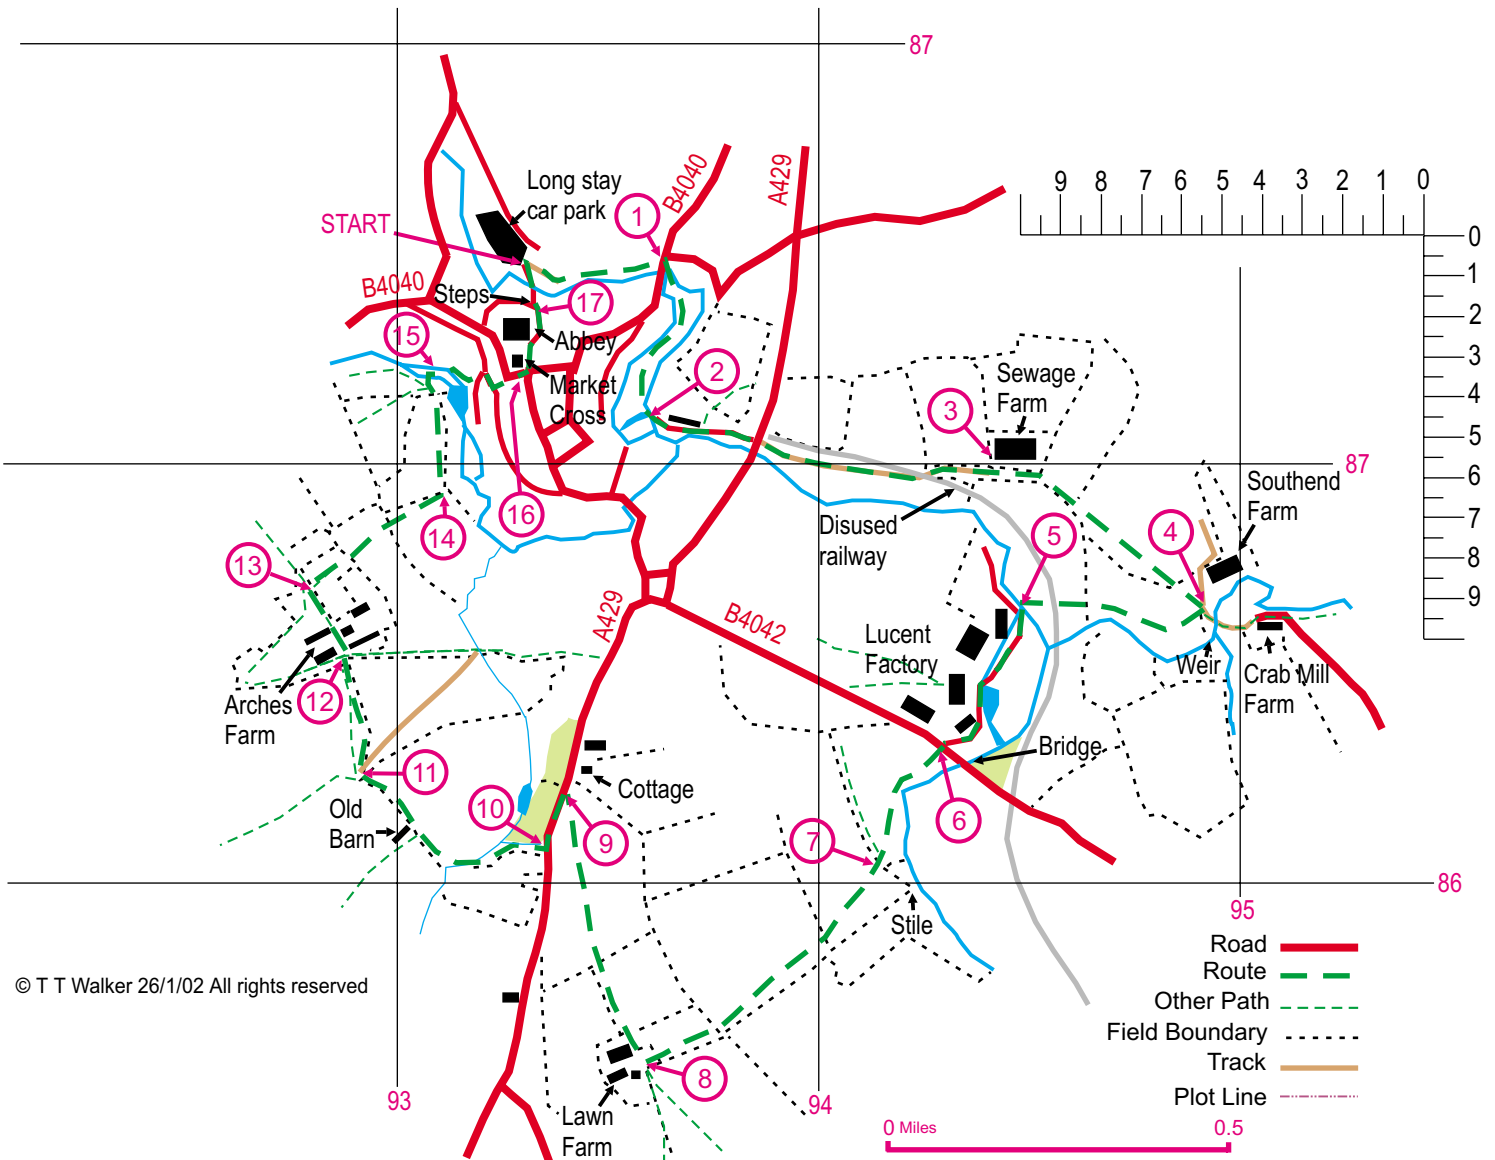 87
Long stay
car park
START
1
B4040
A429
9 8 7 6 5 4 3 2 1 0
0
1
2
3
4
5
6
7
8
9
B4040
Steps
17
Abbey
15
Market
Cross
2
Sewage
Farm
3
87
Southend
Farm
16
14
Disused
railway
5
4
13
A429
B4042
Lucent
Factory
Weir
Crab Mill
Farm
12
Arches
Farm
Bridge
11
Cottage
Old
Barn
10
9
7
6
86
95
Stile
Road
Route
Other Path
Field Boundary
Track
Plot Line
© T T Walker 26/1/02 All rights reserved
8
93
94
Lawn
Farm
0 Miles
0.5